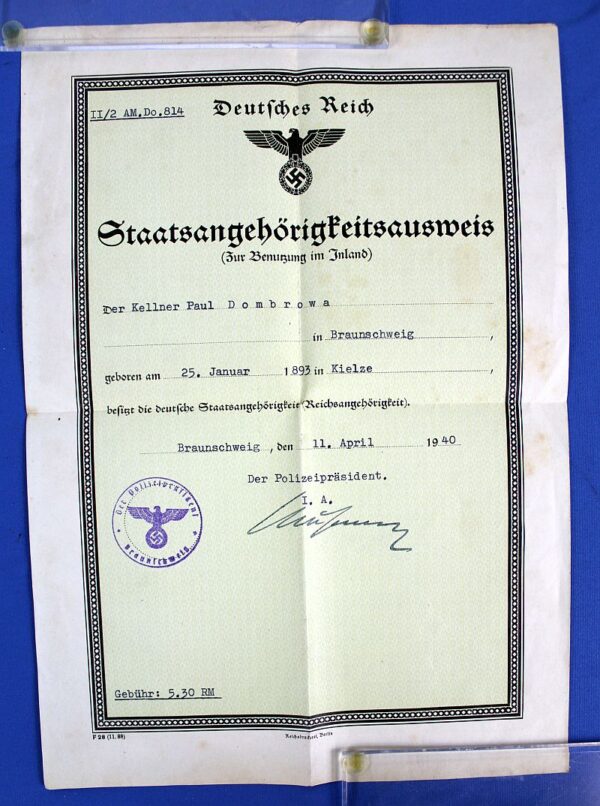 II/2 AM.Do.814
Deutsches Reich
Staatsangehörigkeitsausweis
(Zur Benutzung im Inland)
Der Kellner Paul Dombrowa
in Braunschweig,
geboren am 25. Januar 1893 in Kielze,
besitzt die deutsche Staatsangehörigkeit (Reichsangehörigkeit).
Braunschweig, den 11. April 1940
Der Polizeipräsident.
I. A.
Der Polizeipräsident
Braunschweig
Gebühr: 5.30 RM
F 28 (11. 38)
Reichsdruckerei, Berlin